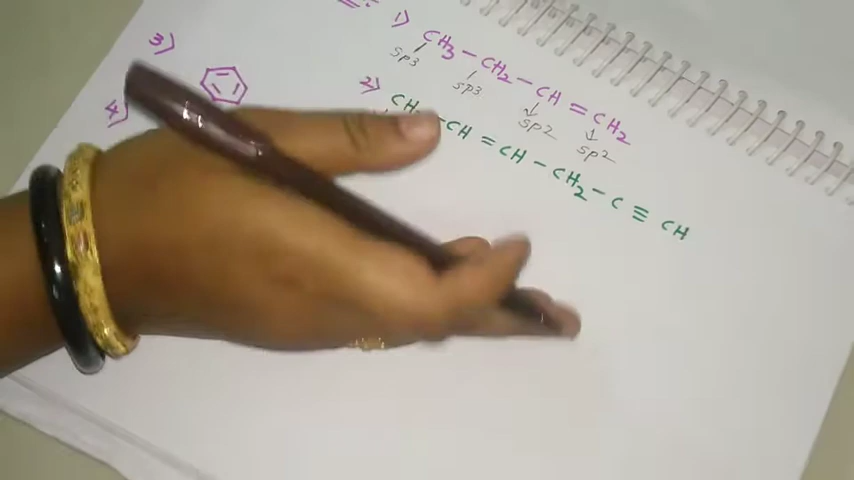 1) CH3 - CH2 - CH = CH2
sp3 sp3 sp2 sp2
2) CH - CH = CH - CH2 - C ≡ CH
3)
4)